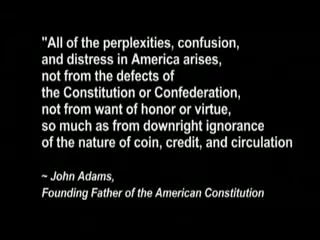 "All of the perplexities, confusion,
and distress in America arises,
not from the defects of
the Constitution or Confederation,
not from want of honor or virtue,
so much as from downright ignorance
of the nature of coin, credit, and circulation
~ John Adams,
Founding Father of the American Constitution